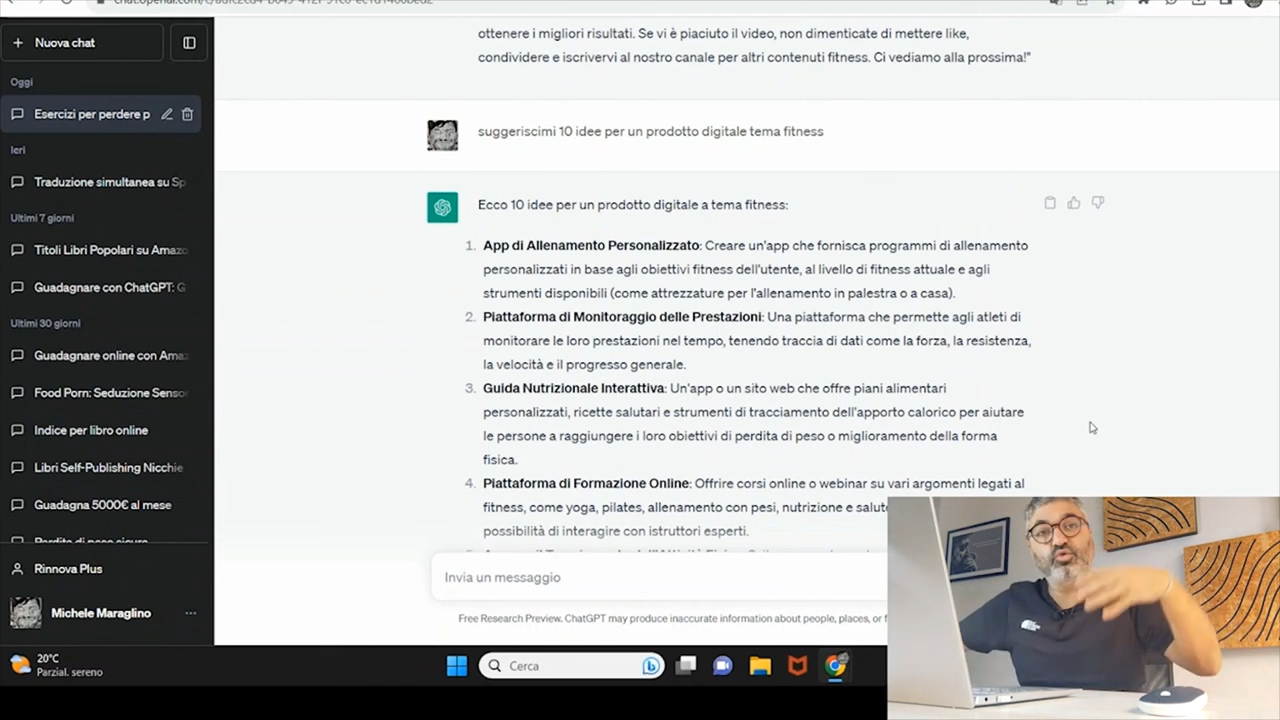 Nuova chat
Oggi
Esercizi per perdere p
Ieri
Traduzione simultanea su Sp
Ultimi 7 giorni
Titoli Libri Popolari su Amazo
Guadagnare con ChatGPT: G
Ultimi 30 giorni
Guadagnare online con Ama
Food Porn: Seduzione Senso
Indice per libro online
Libri Self-Publishing Nicchie
Guadagna 5000€ al mese
Perdita di peso sicura
Rinnova Plus
Michele Maraglino
ottenere i migliori risultati. Se vi è piaciuto il video, non dimenticate di mettere like,
condividere e iscrivervi al nostro canale per altri contenuti fitness. Ci vediamo alla prossima!"
suggeriscimi 10 idee per un prodotto digitale tema fitness
Ecco 10 idee per un prodotto digitale a tema fitness:
1. App di Allenamento Personalizzato: Creare un'app che fornisca programmi di allenamento
personalizzati in base agli obiettivi fitness dell'utente, al livello di fitness attuale e agli
strumenti disponibili (come attrezzature per l'allenamento in palestra o a casa).
2. Piattaforma di Monitoraggio delle Prestazioni: Una piattaforma che permette agli atleti di
monitorare le loro prestazioni nel tempo, tenendo traccia di dati come la forza, la resistenza,
la velocità e il progresso generale.
3. Guida Nutrizionale Interattiva: Un'app o un sito web che offre piani alimentari
personalizzati, ricette salutari e strumenti di tracciamento dell'apporto calorico per aiutare
le persone a raggiungere i loro obiettivi di perdita di peso o miglioramento della forma
fisica.
4. Piattaforma di Formazione Online: Offrire corsi online o webinar su vari argomenti legati al
fitness, come yoga, pilates, allenamento con pesi, nutrizione e salute
possibilità di interagire con istruttori esperti.
Invia un messaggio
Free Research Preview. ChatGPT may produce inaccurate information about people, places, or f
20°C
Parzial. sereno
Cerca